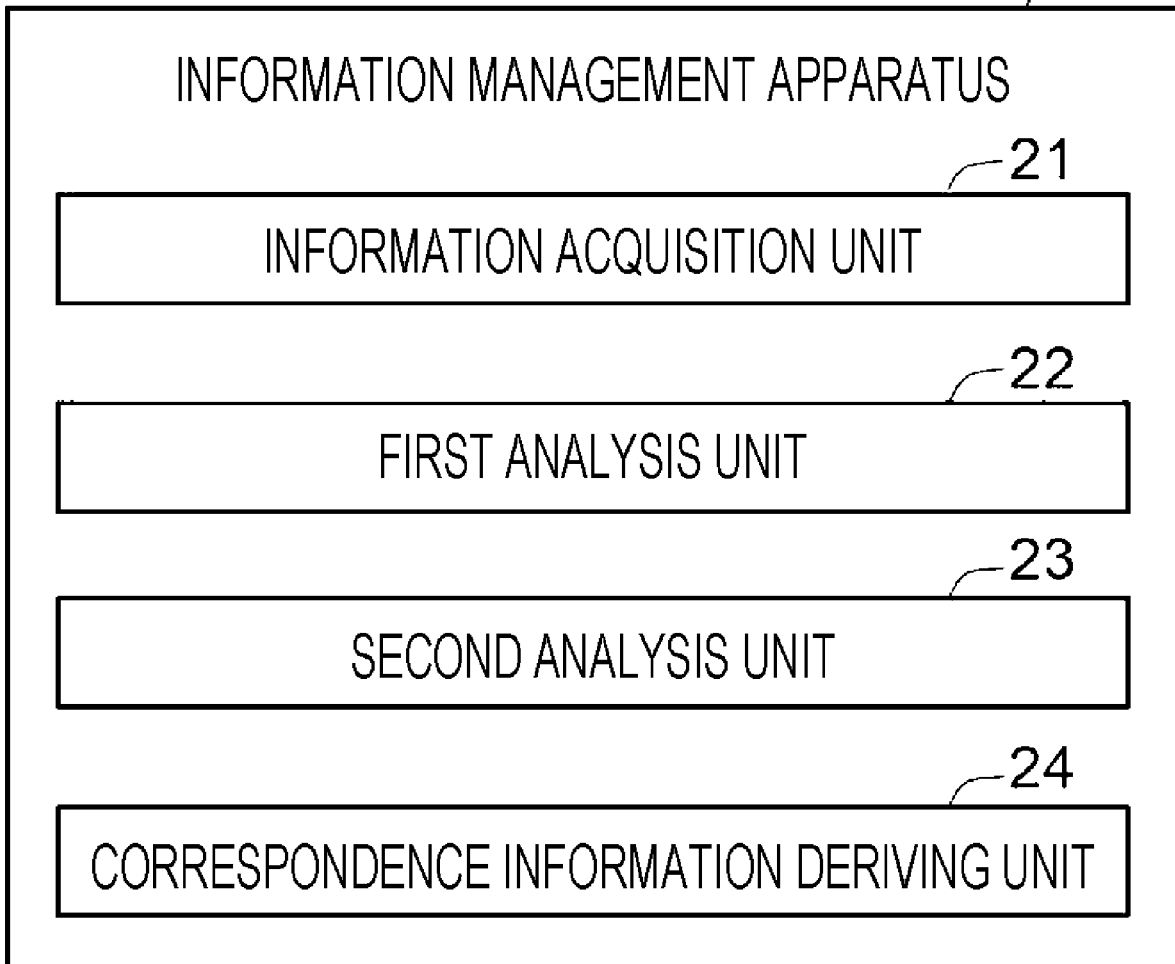 INFORMATION MANAGEMENT APPARATUS
21
INFORMATION ACQUISITION UNIT
22
FIRST ANALYSIS UNIT
23
SECOND ANALYSIS UNIT
24
CORRESPONDENCE INFORMATION DERIVING UNIT